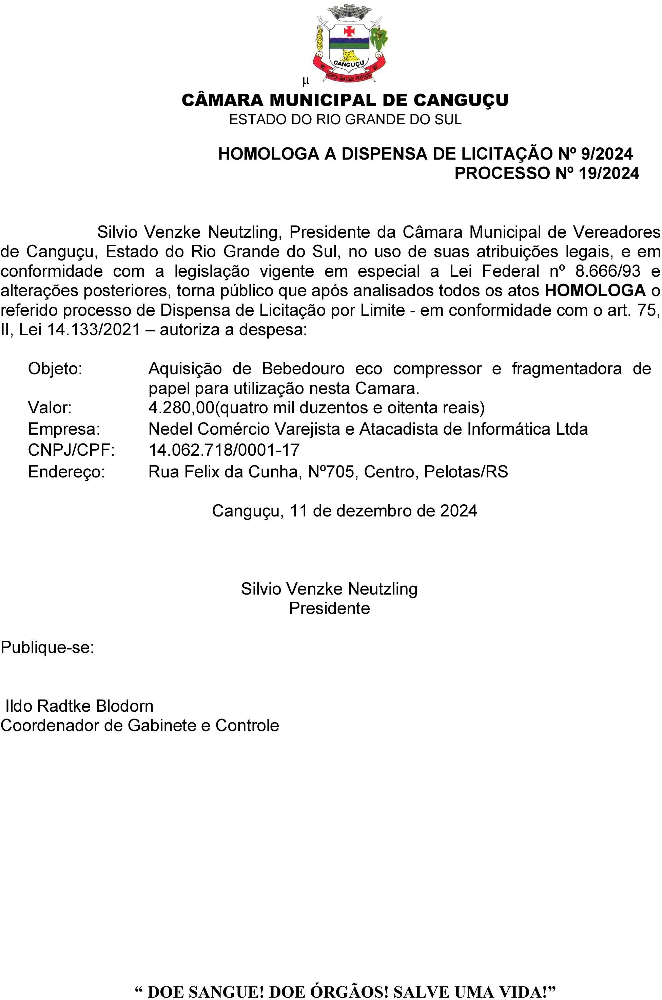 CANGUÇU
1812
JUSTIÇA - IGUALDADE - PERFEIÇÃO
1857
µ
CÂMARA MUNICIPAL DE CANGUÇU
ESTADO DO RIO GRANDE DO SUL
HOMOLOGA A DISPENSA DE LICITAÇÃO Nº 9/2024
PROCESSO Nº 19/2024
Silvio Venzke Neutzling, Presidente da Câmara Municipal de Vereadores
de Canguçu, Estado do Rio Grande do Sul, no uso de suas atribuições legais, e em
conformidade com a legislação vigente em especial a Lei Federal nº 8.666/93 e
alterações posteriores, torna público que após analisados todos os atos HOMOLOGA o
referido processo de Dispensa de Licitação por Limite - em conformidade com o art. 75,
II, Lei 14.133/2021 – autoriza a despesa:
Objeto: Aquisição de Bebedouro eco compressor e fragmentadora de
papel para utilização nesta Camara.
Valor: 4.280,00(quatro mil duzentos e oitenta reais)
Empresa: Nedel Comércio Varejista e Atacadista de Informática Ltda
CNPJ/CPF: 14.062.718/0001-17
Endereço: Rua Felix da Cunha, Nº705, Centro, Pelotas/RS
Canguçu, 11 de dezembro de 2024
Silvio Venzke Neutzling
Presidente
Publique-se:
Ildo Radtke Blodorn
Coordenador de Gabinete e Controle
“ DOE SANGUE! DOE ÓRGÃOS! SALVE UMA VIDA!”